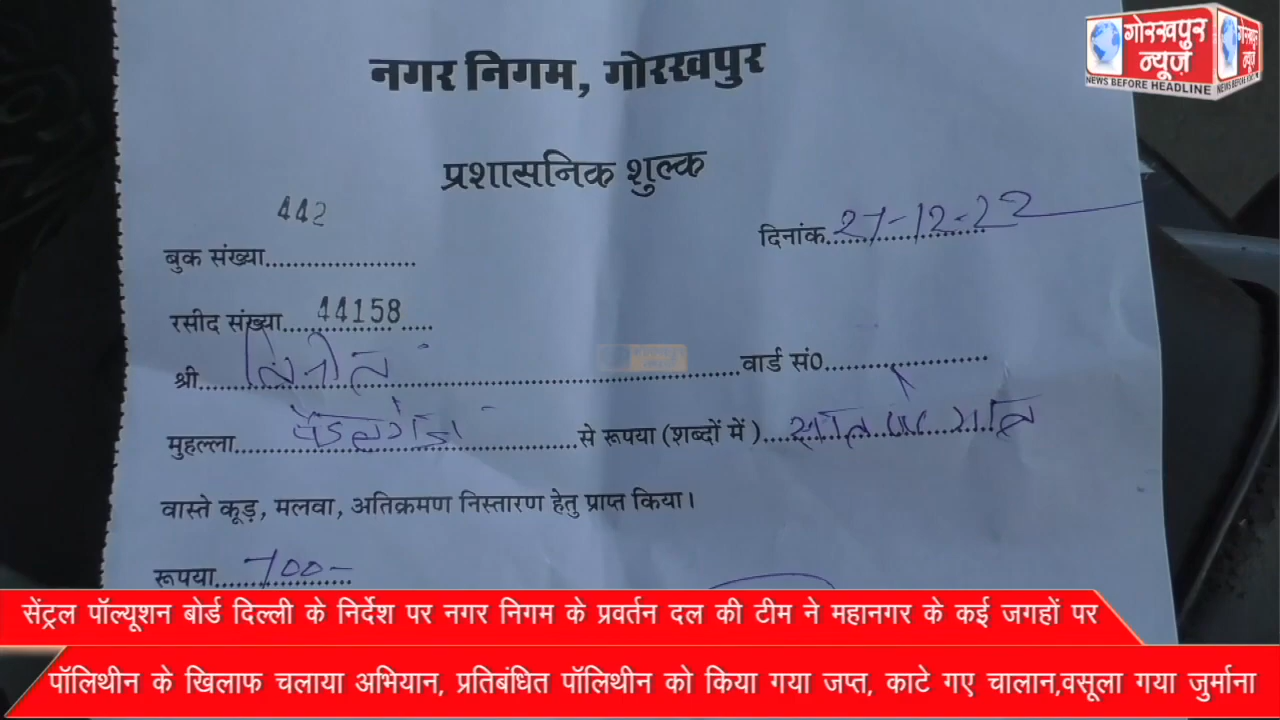 गोरखपुर
न्यूज़
NEWS BEFORE HEADLINE
नगर निगम, गोरखपुर
प्रशासनिक शुल्क
442
बुक संख्या.................... दिनांक 27-12-22
रसीद संख्या 44158
श्री विनीत वार्ड सं0....................
मुहल्ला से रूपया (शब्दों में) सात सौ मात्र
वास्ते कूड़, मलवा, अतिक्रमण निस्तारण हेतु प्राप्त किया।
रूपया 700-
सेंट्रल पॉल्यूशन बोर्ड दिल्ली के निर्देश पर नगर निगम के प्रवर्तन दल की टीम ने महानगर के कई जगहों पर
पॉलिथीन के खिलाफ चलाया अभियान, प्रतिबंधित पॉलिथीन को किया गया जप्त, काटे गए चालान,वसूला गया जुर्माना